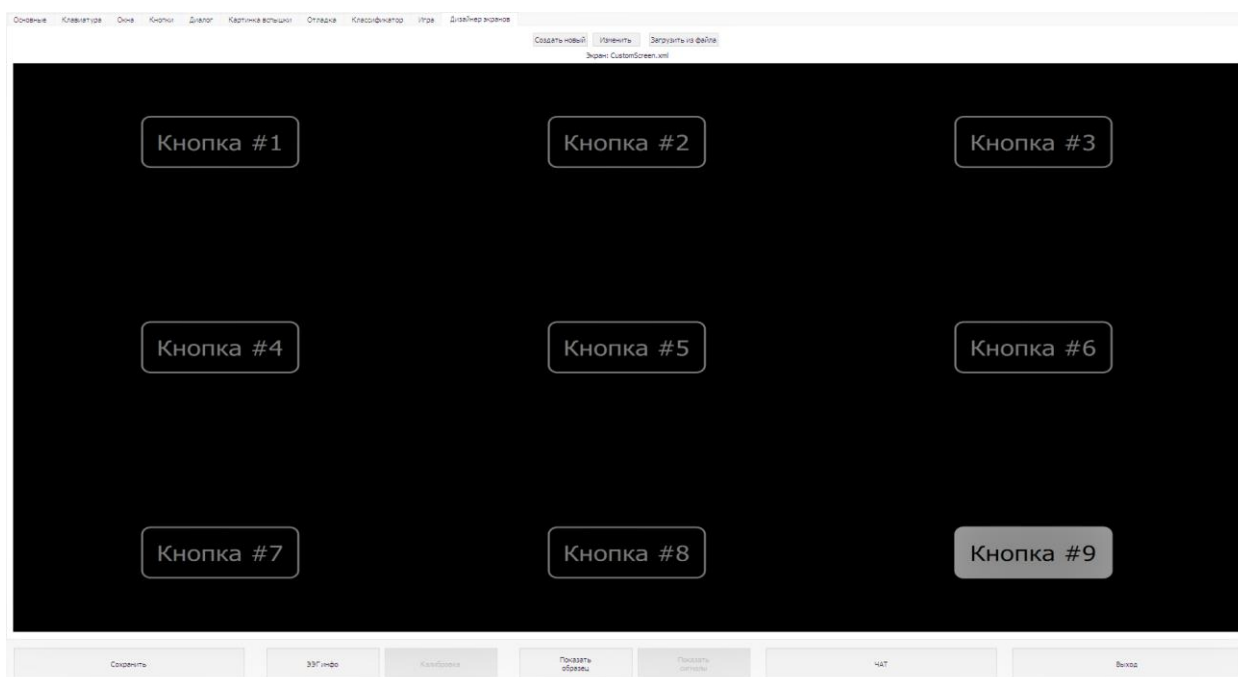 Основные Клавиатура Окна Кнопки Диалог Картинка вспышки Отладка Классификатор Игра Дизайнер экранов
Создать новый Изменить Загрузить из файла
Экран: CustomScreen.xml
Кнопка #1 Кнопка #2 Кнопка #3
Кнопка #4 Кнопка #5 Кнопка #6
Кнопка #7 Кнопка #8 Кнопка #9
Сохранить ЭЭГ инфо Калибровка Показать образец Показать сигналы ЧАТ Выход